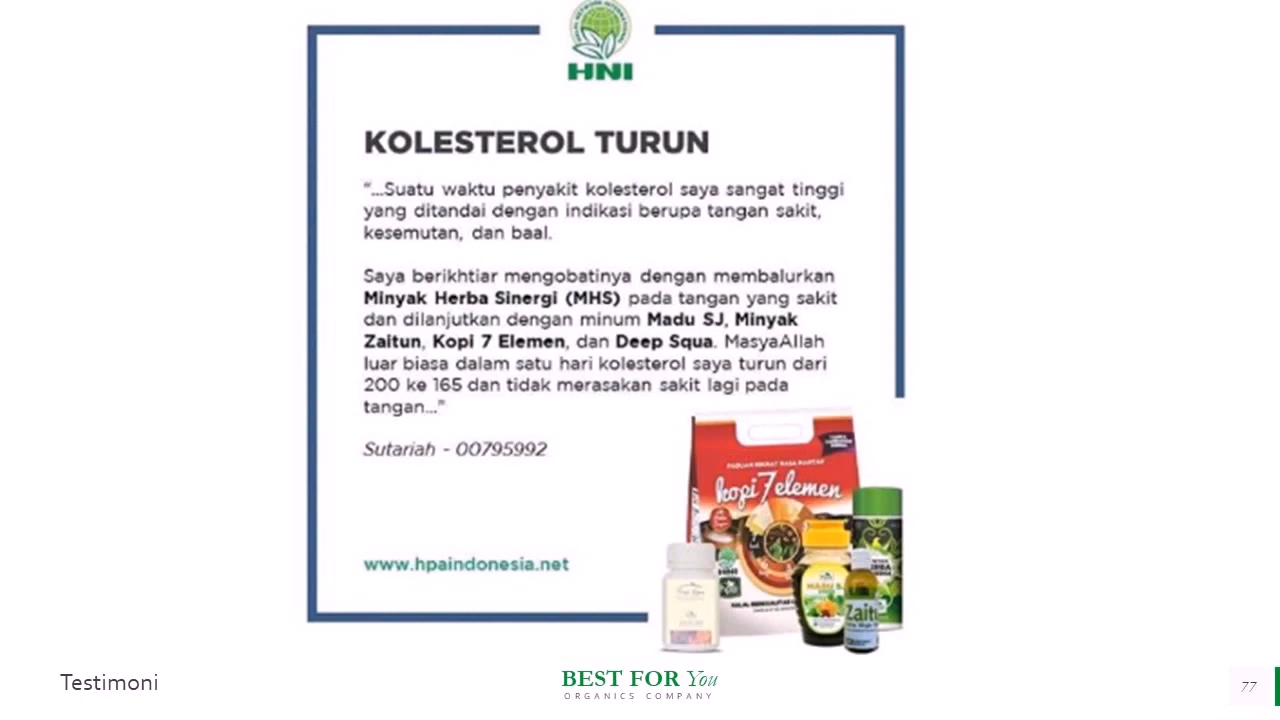 HNI
KOLESTEROL TURUN
"...Suatu waktu penyakit kolesterol saya sangat tinggi
yang ditandai dengan indikasi berupa tangan sakit,
kesemutan, dan baal.
Saya berikhtiar mengobatinya dengan membalurkan
Minyak Herba Sinergi (MHS) pada tangan yang sakit
dan dilanjutkan dengan minum Madu SJ, Minyak
Zaitun, Kopi 7 Elemen, dan Deep Squa. MasyaAllah
luar biasa dalam satu hari kolesterol saya turun dari
200 ke 165 dan tidak merasakan sakit lagi pada
tangan..."
Sutariah - 00795992
kopi 7 elemen
HNI
www.hpaindonesia.net
Testimoni
BEST FOR You
ORGANICS COMPANY
77